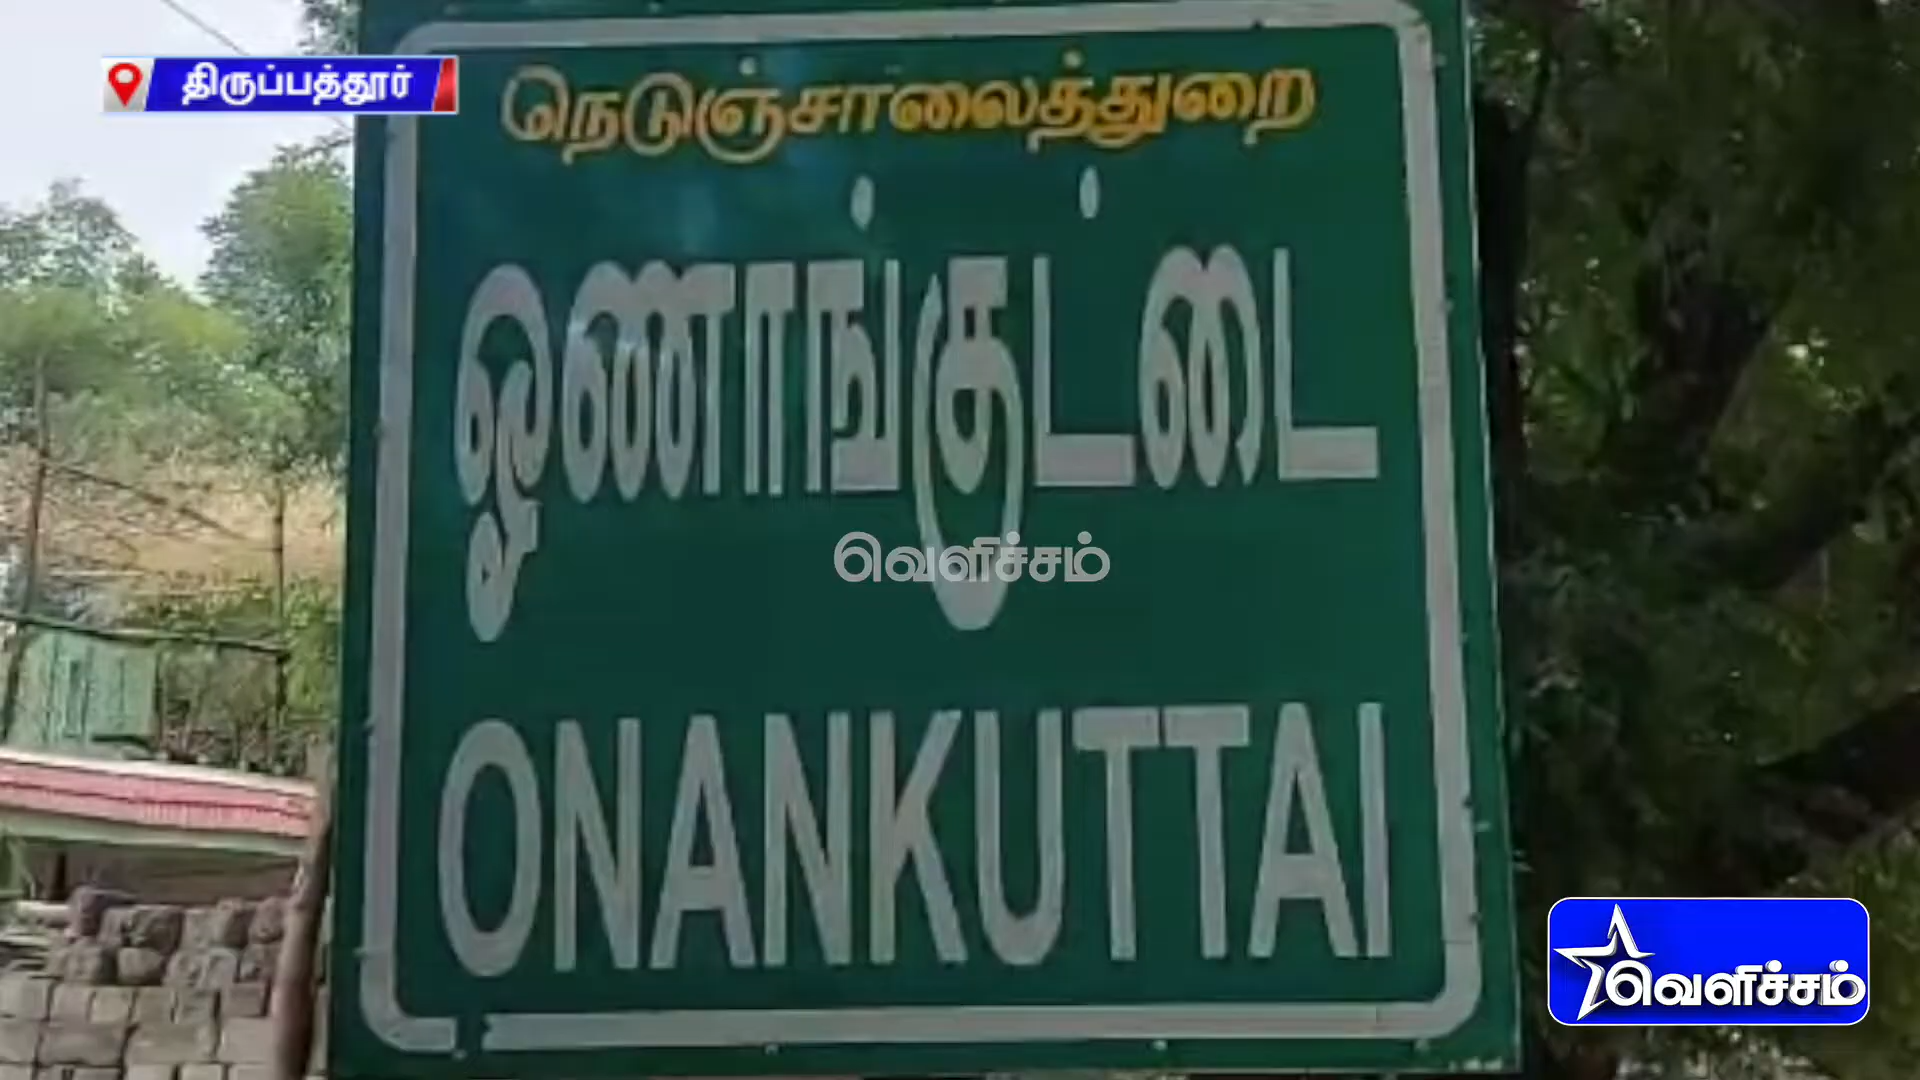 திருப்பத்தூர்
நெடுஞ்சாலைத்துறை
ஓணாங்குட்டை
வெளிச்சம்
ONANKUTTAI
வெளிச்சம்